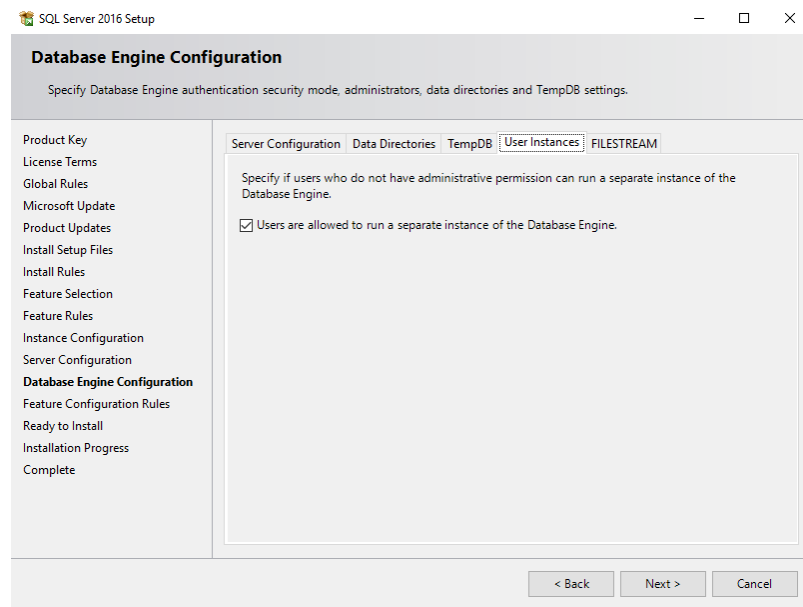 SQL Server 2016 Setup
Database Engine Configuration
Specify Database Engine authentication security mode, administrators, data directories and TempDB settings.
Product Key
License Terms
Global Rules
Microsoft Update
Product Updates
Install Setup Files
Install Rules
Feature Selection
Feature Rules
Instance Configuration
Server Configuration
Database Engine Configuration
Feature Configuration Rules
Ready to Install
Installation Progress
Complete
Server Configuration Data Directories TempDB User Instances FILESTREAM
Specify if users who do not have administrative permission can run a separate instance of the
Database Engine.
Users are allowed to run a separate instance of the Database Engine.
< Back Next > Cancel